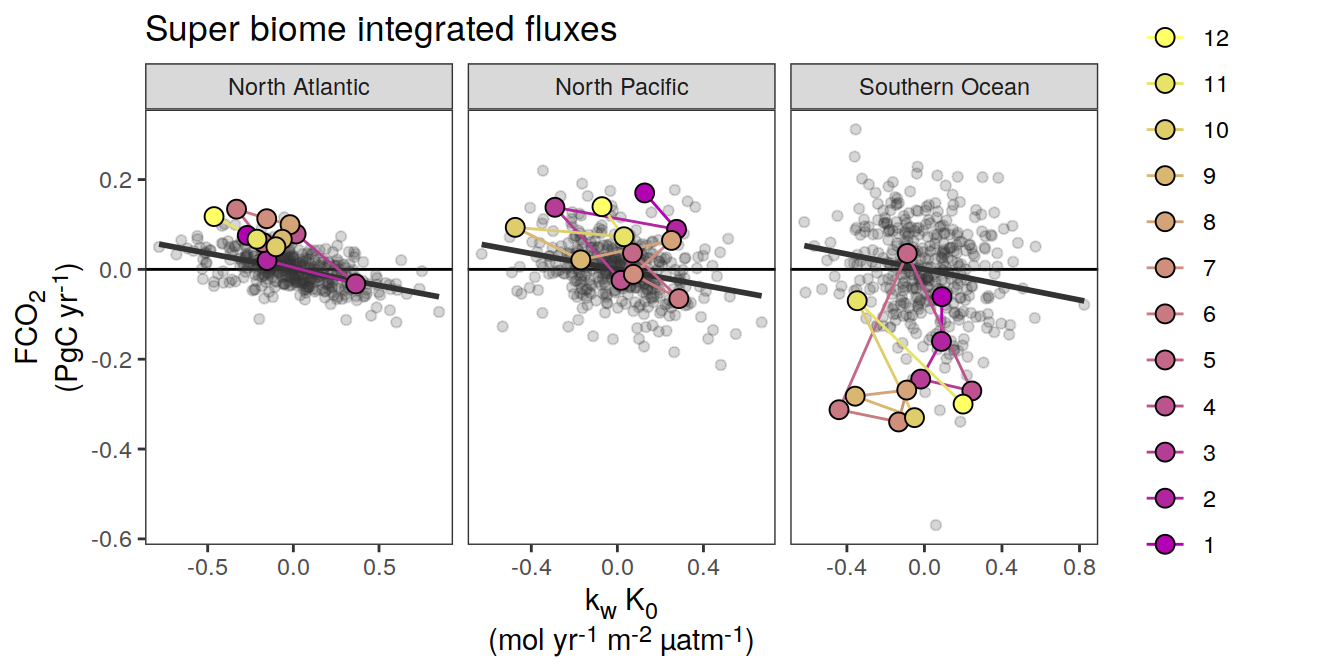 Super biome integrated fluxes
North Atlantic
North Pacific
Southern Ocean
FCO₂
(PgC yr⁻¹)
0.2
0.0
-0.2
-0.4
-0.6
-0.5 0.0 0.5
-0.4 0.0 0.4
-0.4 0.0 0.4 0.8
k_w K₀
(mol yr⁻¹ m⁻² µatm⁻¹)
12
11
10
9
8
7
6
5
4
3
2
1